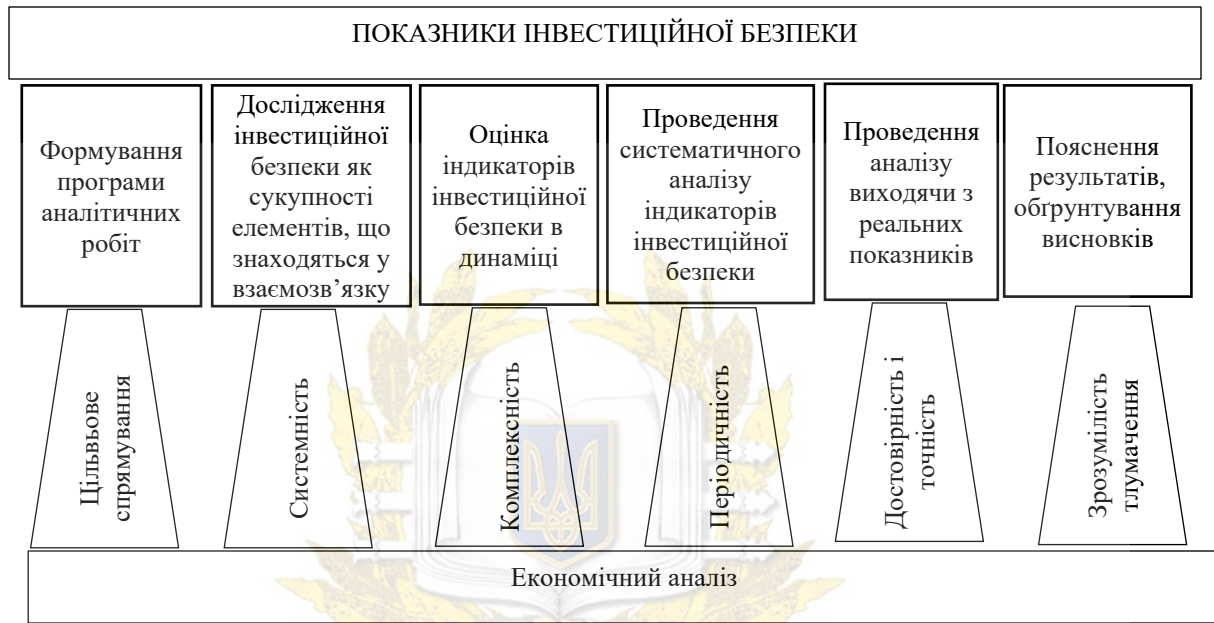 ПОКАЗНИКИ ІНВЕСТИЦІЙНОЇ БЕЗПЕКИ
Формування
програми
аналітичних
робіт
Дослідження
інвестиційної
безпеки як
сукупності
елементів, що
знаходяться у
взаємозв’язку
Оцінка
індикаторів
інвестиційної
безпеки в
динаміці
Проведення
систематичного
аналізу
індикаторів
інвестиційної
безпеки
Проведення
аналізу
виходячи з
реальних
показників
Пояснення
результатів,
обґрунтування
висновків
Цільвьове
спрямування
Системність
Комплексність
Періодичність
Достовірність і
точність
Зрозумілість
тлумачення
Економічний аналіз